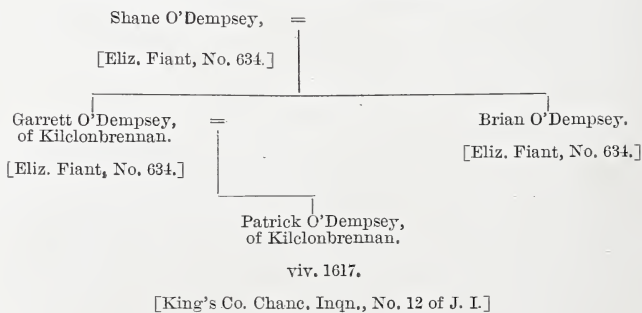 Shane O'Dempsey, =
[Eliz. Fiant, No. 634.]
Garrett O'Dempsey, =
of Kilclonbrennan.
[Eliz. Fiant, No. 634.]
Brian O'Dempsey.
[Eliz. Fiant, No. 634.]
Patrick O'Dempsey,
of Kilclonbrennan.
viv. 1617.
[King's Co. Chanc. Inqn., No. 12 of J. I.]